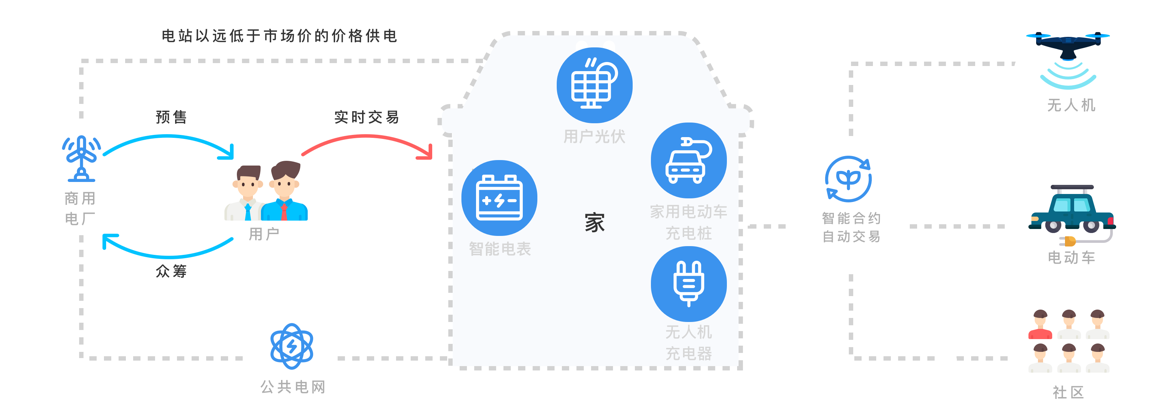 电站以远低于市场价的价格供电
预售
实时交易
商用
电厂
用户
众筹
公共电网
用户光伏
智能电表
家
家用电动车
充电桩
无人机
充电器
智能合约
自动交易
无人机
电动车
社区